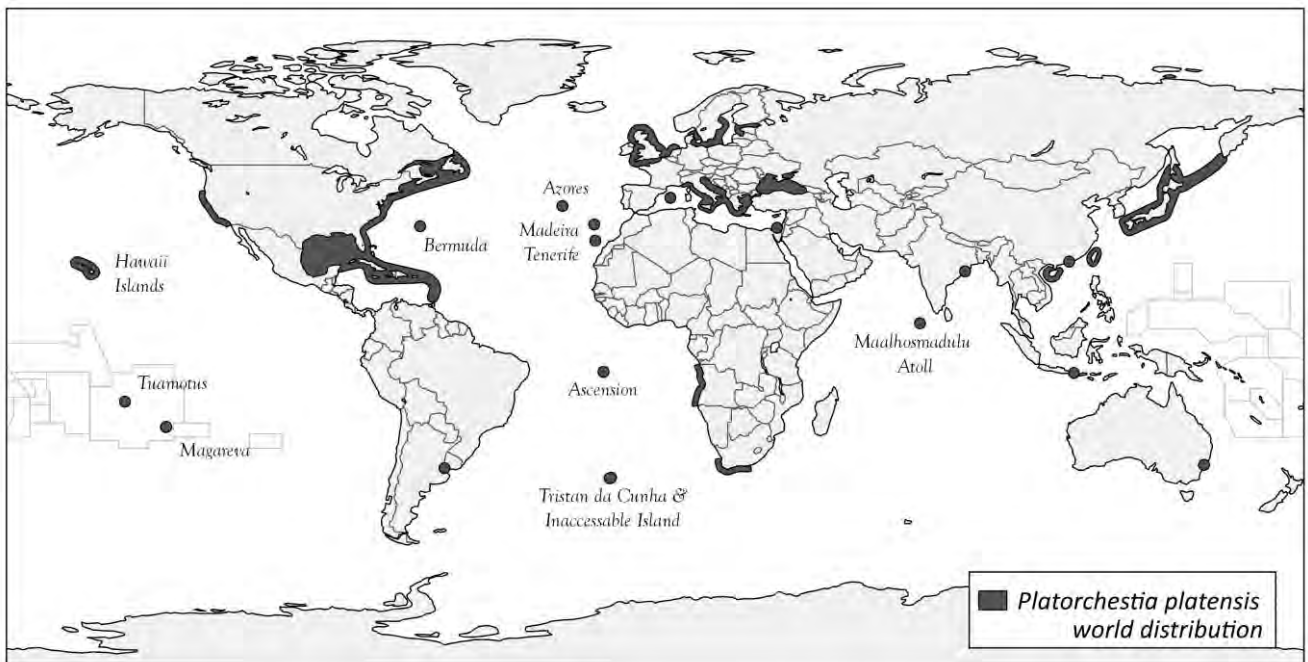 Azores
Bermuda
Madeira
Tenerife
Hawaii
Islands
Maalhosmadulu
Atoll
Tuamotus
Ascension
Magareva
Tristan da Cunha &
Inaccessable Island
Platorchestia platensis
world distribution